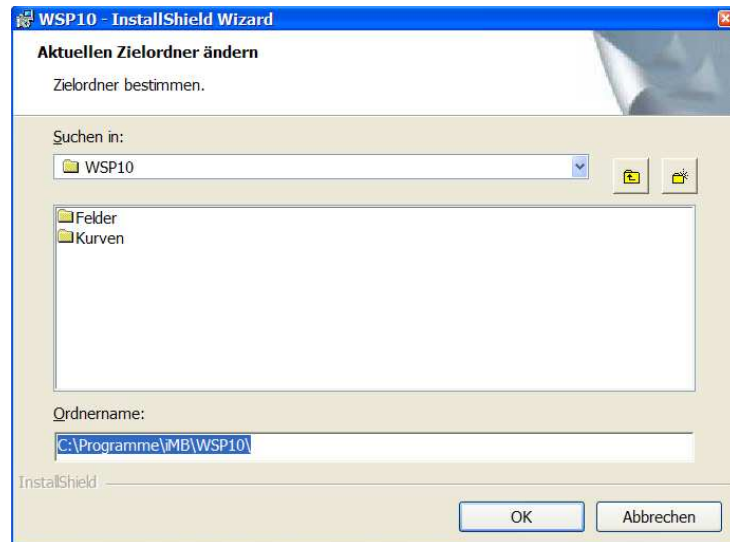 WSP10 - InstallShield Wizard
Aktuellen Zielordner ändern
Zielordner bestimmen.
Suchen in:
WSP10
Felder
Kurven
Ordnername:
C:\Programme\iMB\WSP10\
InstallShield
OK
Abbrechen